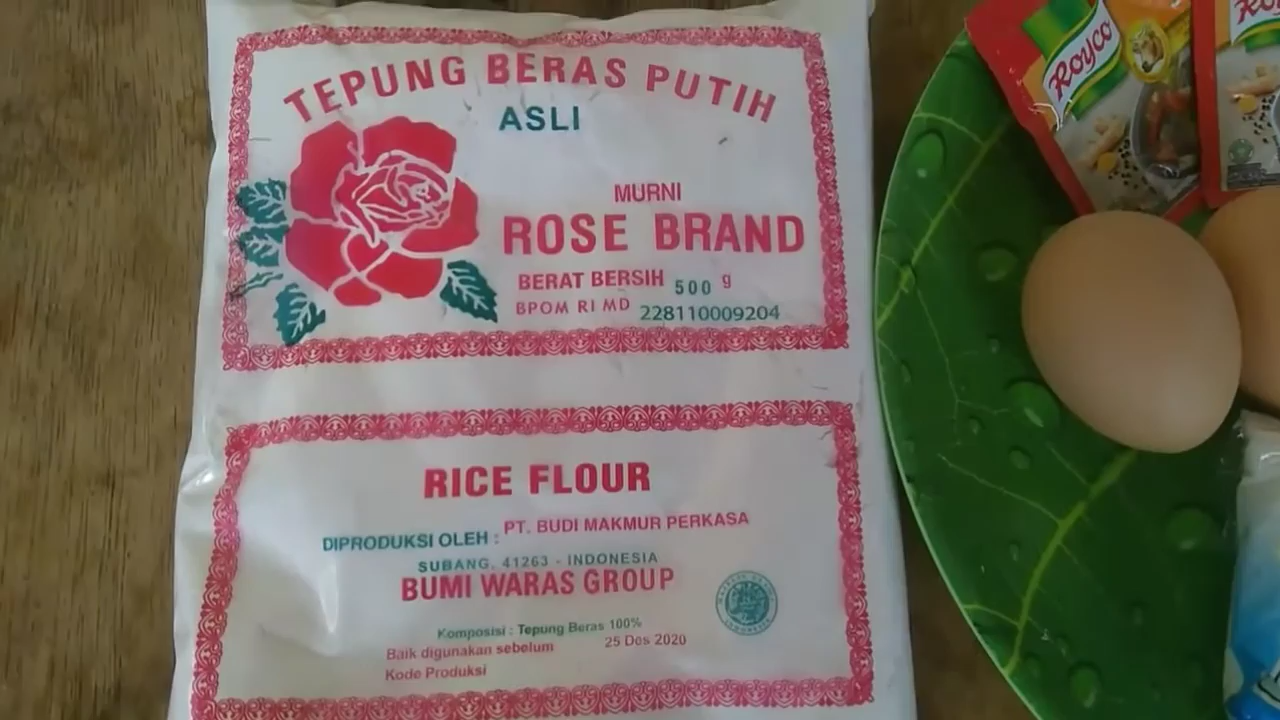 TEPUNG BERAS PUTIH
ASLI
MURNI
ROSE BRAND
BERAT BERSIH 500 g
BPOM RI MD 228110009204
RICE FLOUR
DIPRODUKSI OLEH : PT. BUDI MAKMUR PERKASA
SUBANG, 41263 - INDONESIA
BUMI WARAS GROUP
Komposisi : Tepung Beras 100%
Baik digunakan sebelum 25 Des 2020
Kode Produksi
Royco